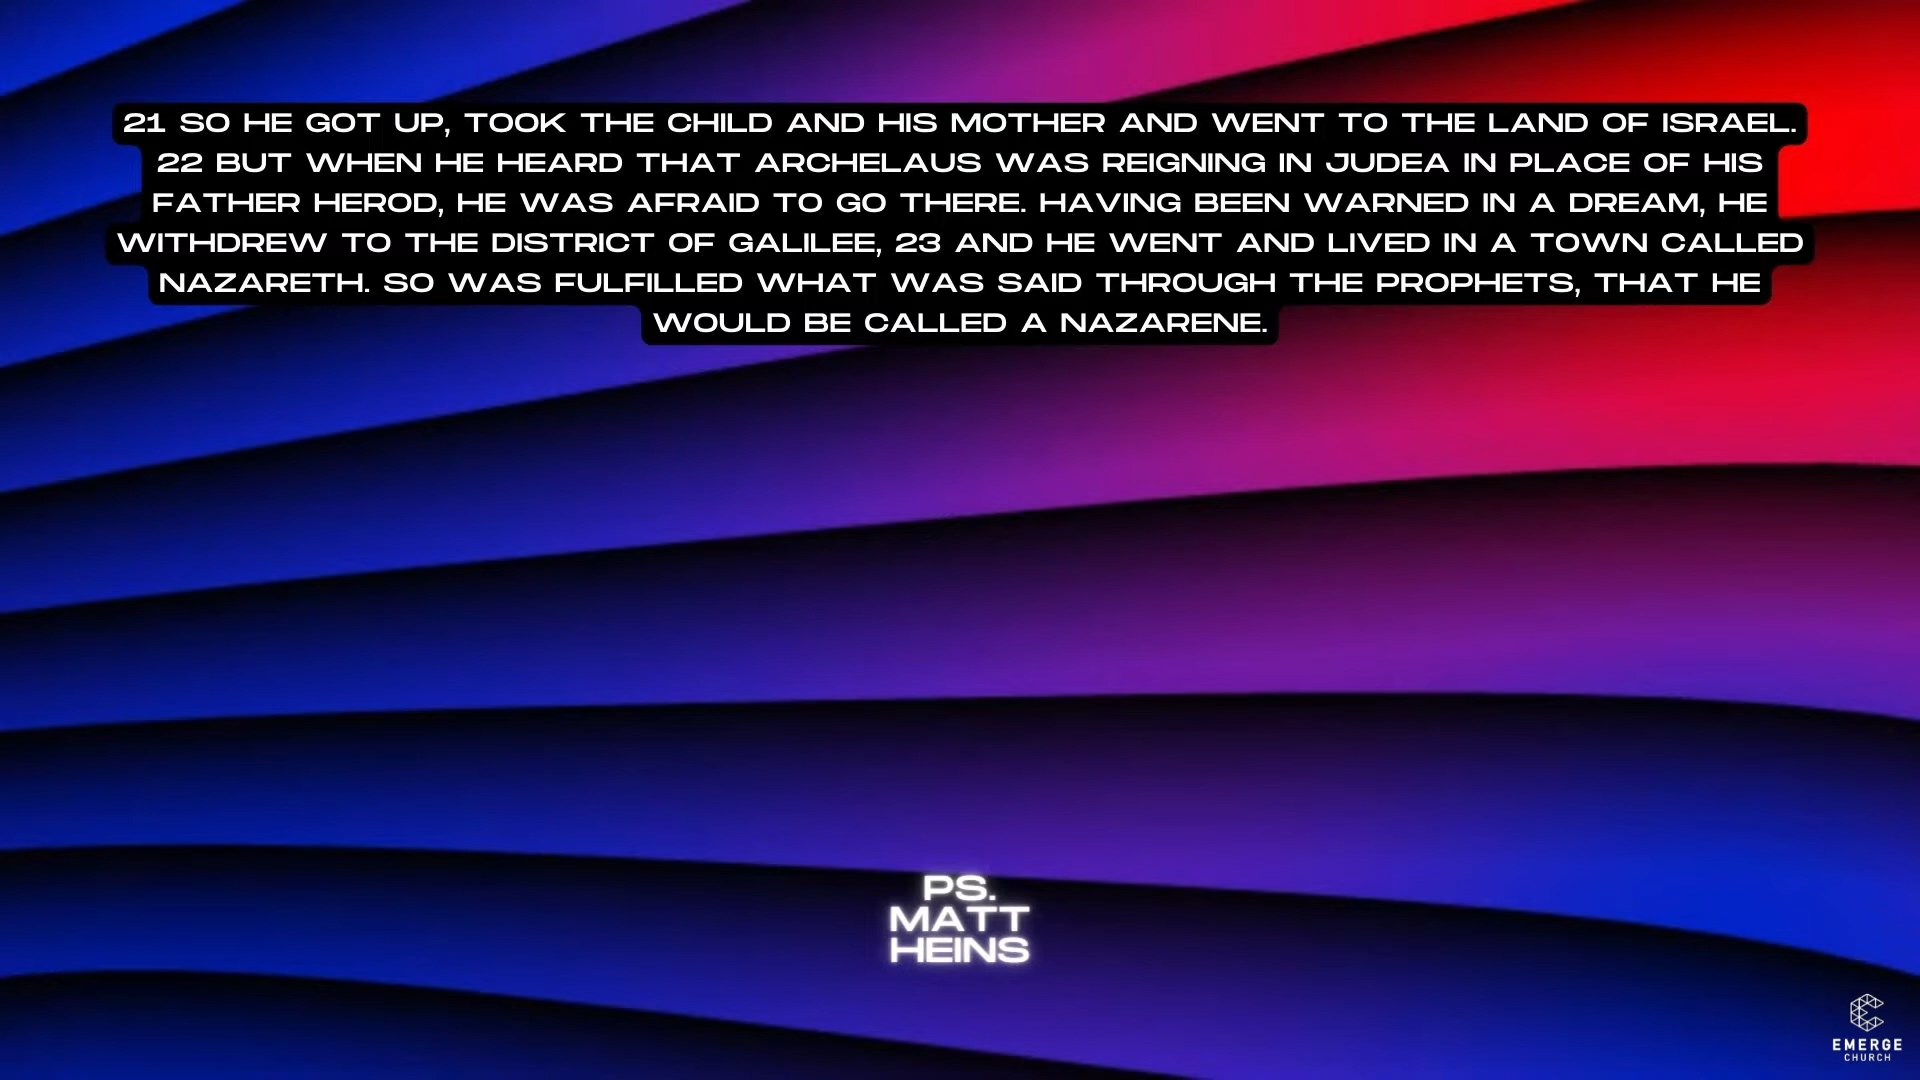 21 SO HE GOT UP, TOOK THE CHILD AND HIS MOTHER AND WENT TO THE LAND OF ISRAEL.
22 BUT WHEN HE HEARD THAT ARCHELAUS WAS REIGNING IN JUDEA IN PLACE OF HIS
FATHER HEROD, HE WAS AFRAID TO GO THERE. HAVING BEEN WARNED IN A DREAM, HE
WITHDREW TO THE DISTRICT OF GALILEE, 23 AND HE WENT AND LIVED IN A TOWN CALLED
NAZARETH. SO WAS FULFILLED WHAT WAS SAID THROUGH THE PROPHETS, THAT HE
WOULD BE CALLED A NAZARENE.
PS.
MATT
HEINS
EMERGE
CHURCH